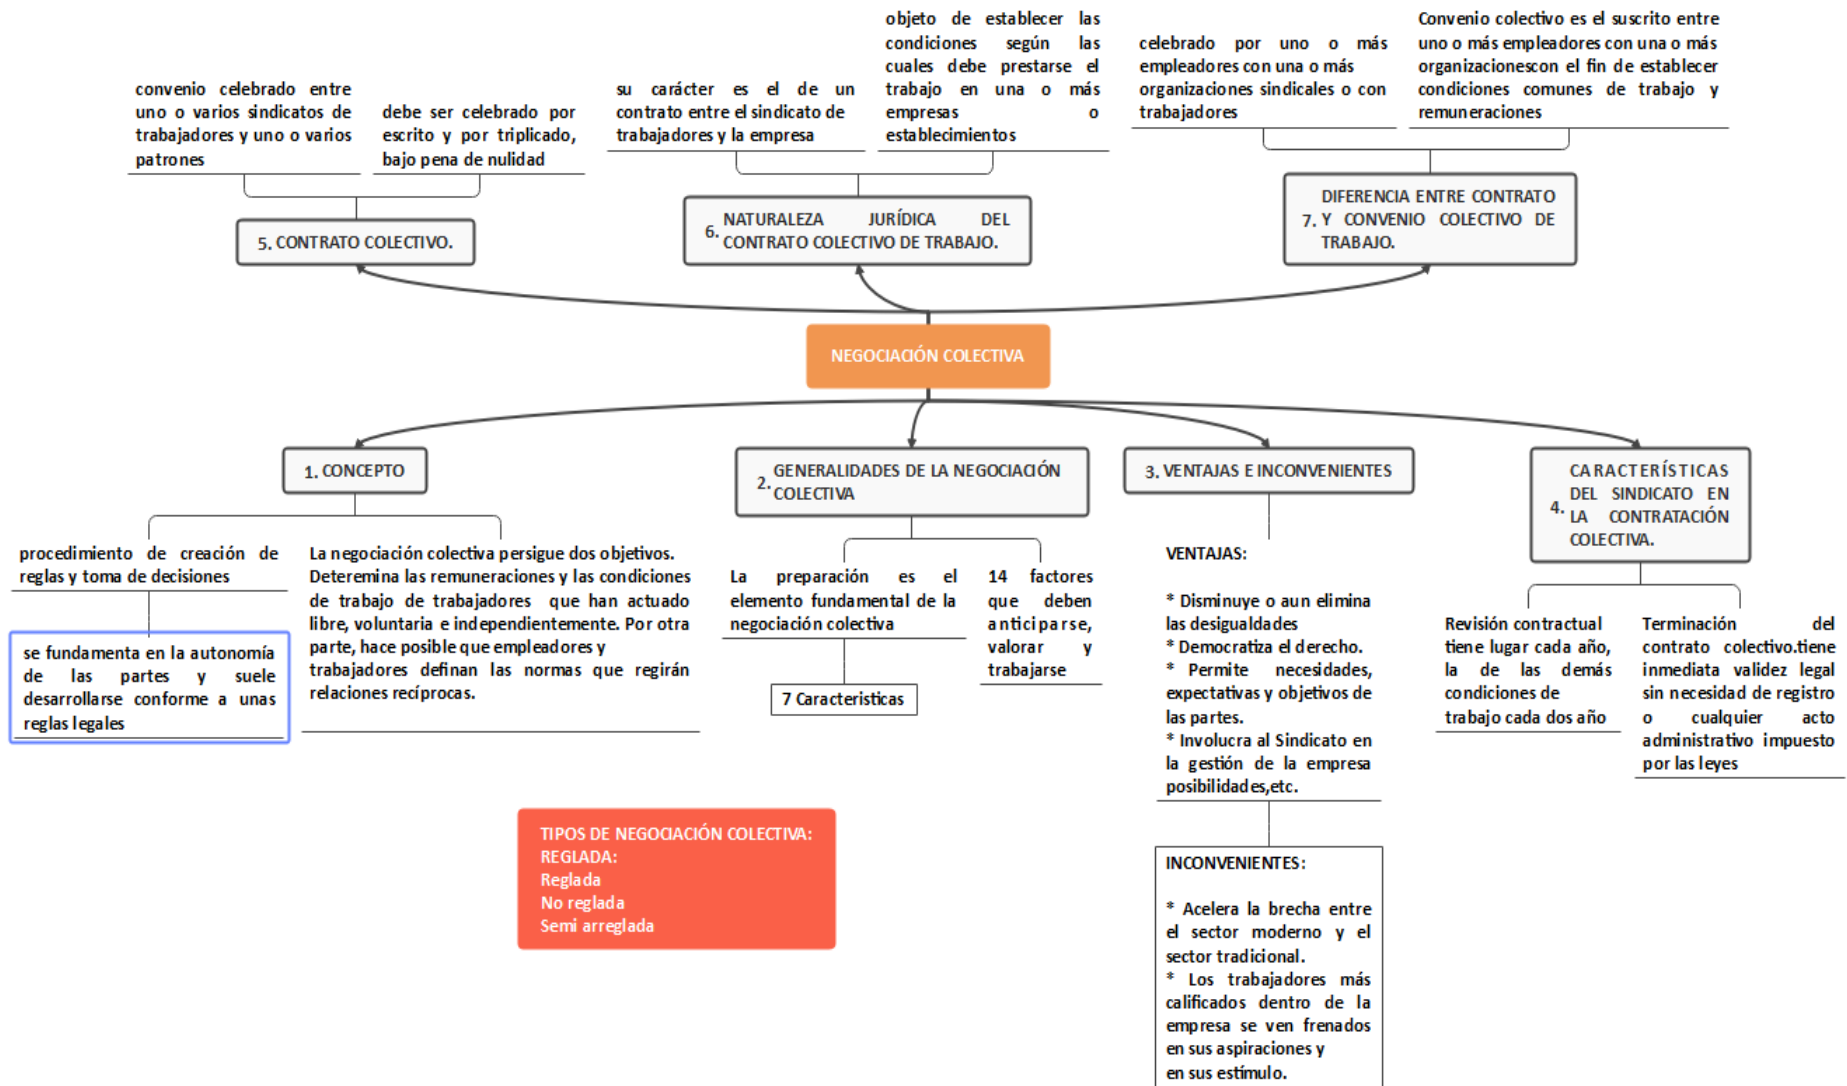 convenio celebrado entre
uno o varios sindicatos de
trabajadores y uno o varios
patrones
debe ser celebrado por
escrito y por triplicado,
bajo pena de nulidad
5. CONTRATO COLECTIVO.
su carácter es el de un
contrato entre el sindicato de
trabajadores y la empresa
objeto de establecer las
condiciones según las
cuales debe prestarse el
trabajo en una o más
empresas o
establecimientos
6. NATURALEZA JURÍDICA DEL
CONTRATO COLECTIVO DE TRABAJO.
celebrado por uno o más
empleadores con una o más
organizaciones sindicales o con
trabajadores
Convenio colectivo es el suscrito entre
uno o más empleadores con una o más
organizacionescon el fin de establecer
condiciones comunes de trabajo y
remuneraciones
7. DIFERENCIA ENTRE CONTRATO
Y CONVENIO COLECTIVO DE
TRABAJO.
NEGOCIACIÓN COLECTIVA
1. CONCEPTO
procedimiento de creación de
reglas y toma de decisiones
se fundamenta en la autonomía
de las partes y suele
desarrollarse conforme a unas
reglas legales
La negociación colectiva persigue dos objetivos.
Deteremina las remuneraciones y las condiciones
de trabajo de trabajadores que han actuado
libre, voluntaria e independientemente. Por otra
parte, hace posible que empleadores y
trabajadores definan las normas que regirán
relaciones recíprocas.
2. GENERALIDADES DE LA NEGOCIACIÓN
COLECTIVA
La preparación es el
elemento fundamental de la
negociación colectiva
7 Caracteristicas
14 factores
que deben
anticiparse,
valorar y
trabajarse
3. VENTAJAS E INCONVENIENTES
VENTAJAS:
* Disminuye o aun elimina
las desigualdades
* Democratiza el derecho.
* Permite necesidades,
expectativas y objetivos de
las partes.
* Involucra al Sindicato en
la gestión de la empresa
posibilidades,etc.
INCONVENIENTES:
* Acelera la brecha entre
el sector moderno y el
sector tradicional.
* Los trabajadores más
calificados dentro de la
empresa se ven frenados
en sus aspiraciones y
en sus estímulo.
4. CARACTERÍSTICAS
DEL SINDICATO EN
LA CONTRATACIÓN
COLECTIVA.
Revisión contractual
tiene lugar cada año,
la de las demás
condiciones de
trabajo cada dos año
Terminación del
contrato colectivo.tiene
inmediata validez legal
sin necesidad de registro
o cualquier acto
administrativo impuesto
por las leyes
TIPOS DE NEGOCIACIÓN COLECTIVA:
REGLADA:
Reglada
No reglada
Semi arreglada